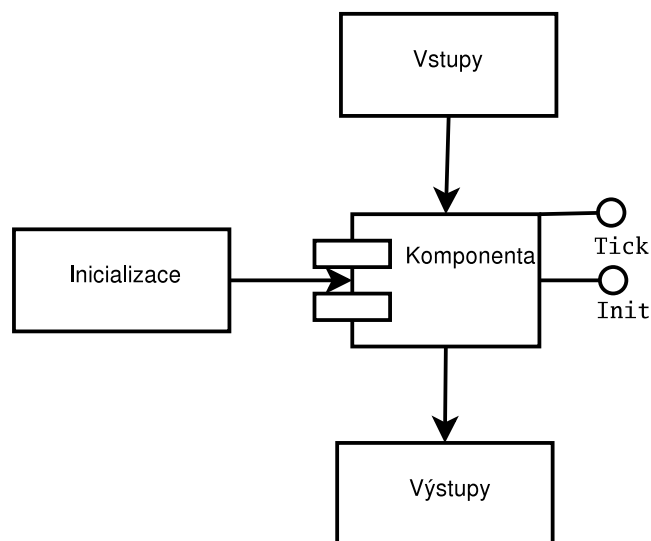 Vstupy
Tick
Komponenta
Inicializace
Init
Výstupy